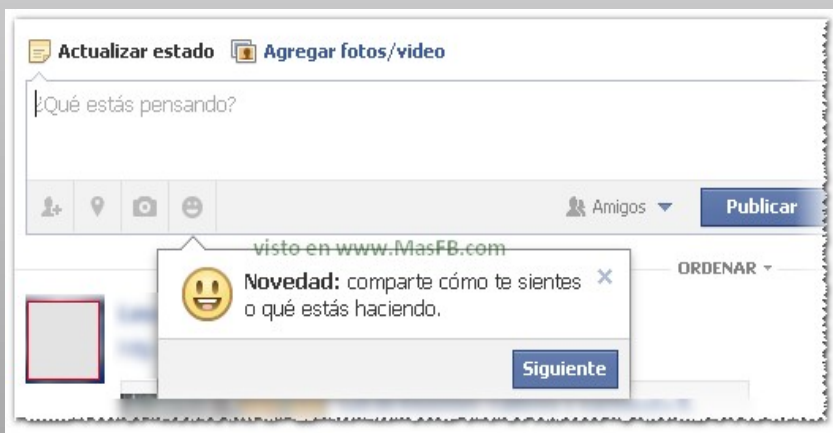 Actualizar estado Agregar fotos/video
¿Qué estás pensando?
Amigos Publicar
visto en www.MasFB.com
ORDENAR
Novedad: comparte cómo te sientes
o qué estás haciendo.
Siguiente